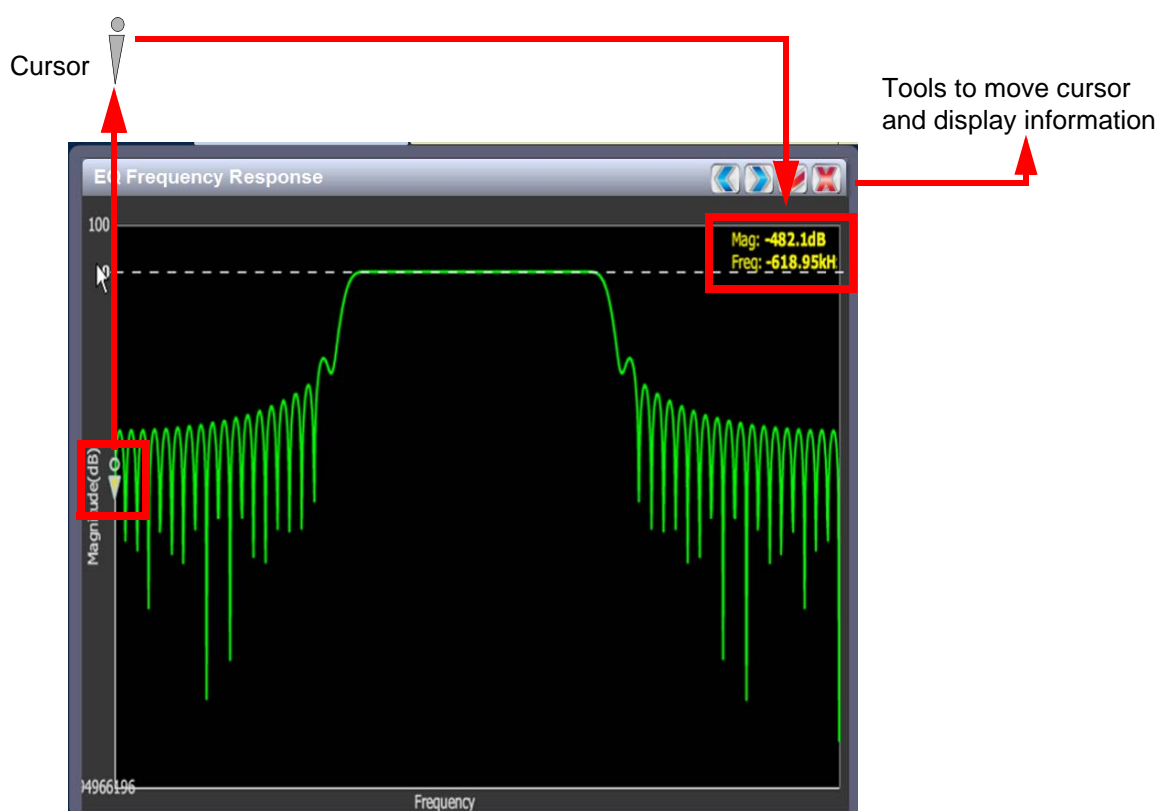 Cursor
Tools to move cursor
and display information
EQ Frequency Response
100
Mag: -482.1dB
Freq: -618.95kH
Magnitude(dB)
94966196
Frequency